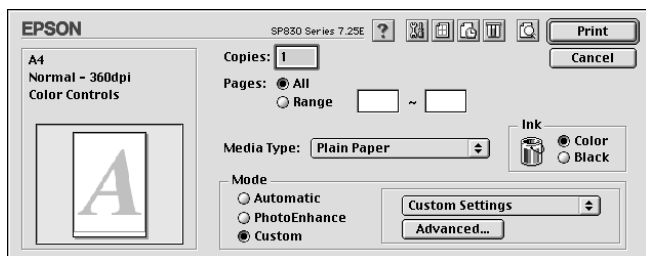 EPSON
SP830 Series 7.25E
?
Print
Cancel
A4
Normal - 360dpi
Color Controls
A
Copies: 1
Pages: All
Range ~
Media Type: Plain Paper
Ink
Color
Black
Mode
Automatic
PhotoEnhance
Custom
Custom Settings
Advanced...